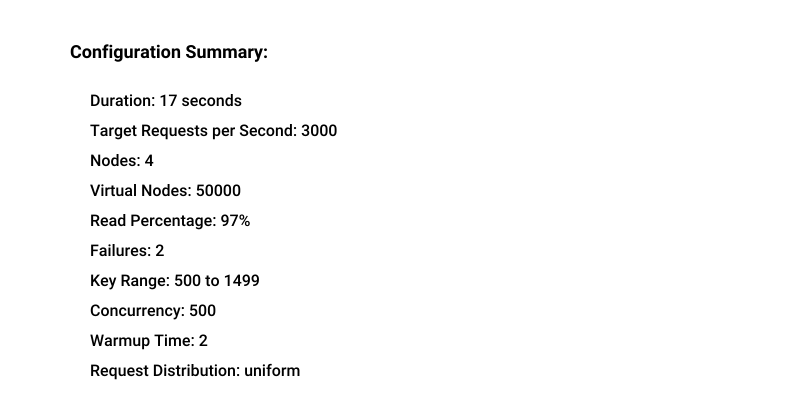 Configuration Summary:
Duration: 17 seconds
Target Requests per Second: 3000
Nodes: 4
Virtual Nodes: 50000
Read Percentage: 97%
Failures: 2
Key Range: 500 to 1499
Concurrency: 500
Warmup Time: 2
Request Distribution: uniform